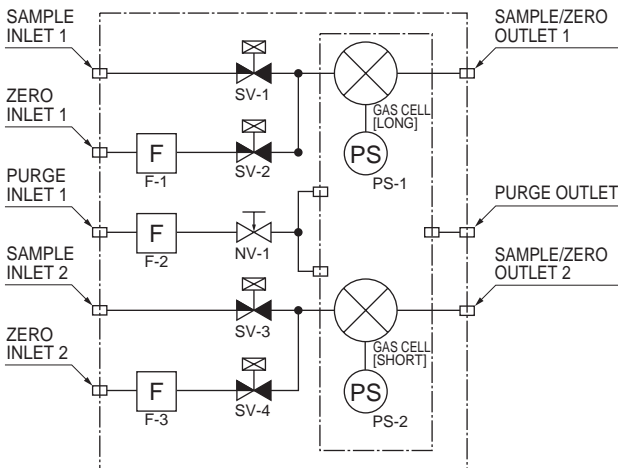 SAMPLE
INLET 1
SAMPLE/ZERO
OUTLET 1
SV-1
GAS CELL
[LONG]
ZERO
INLET 1
F
F-1
SV-2
PS
PS-1
PURGE
INLET 1
F
F-2
NV-1
PURGE OUTLET
SAMPLE
INLET 2
SAMPLE/ZERO
OUTLET 2
SV-3
GAS CELL
[SHORT]
ZERO
INLET 2
F
F-3
SV-4
PS
PS-2